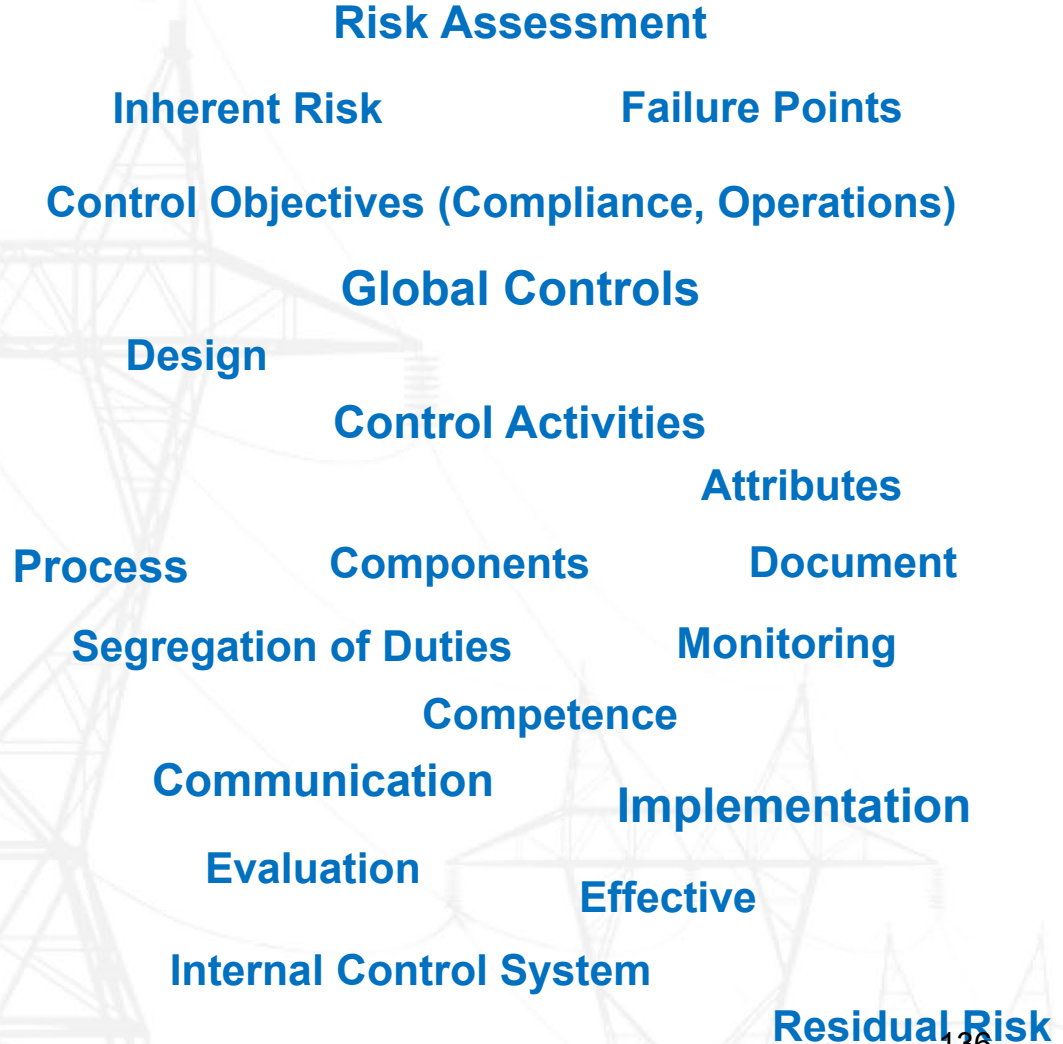 Risk Assessment
Inherent Risk
Failure Points
Control Objectives (Compliance, Operations)
Global Controls
Design
Control Activities
Attributes
Process
Components
Document
Segregation of Duties
Monitoring
Competence
Communication
Implementation
Evaluation
Effective
Internal Control System
Residual Risk
136